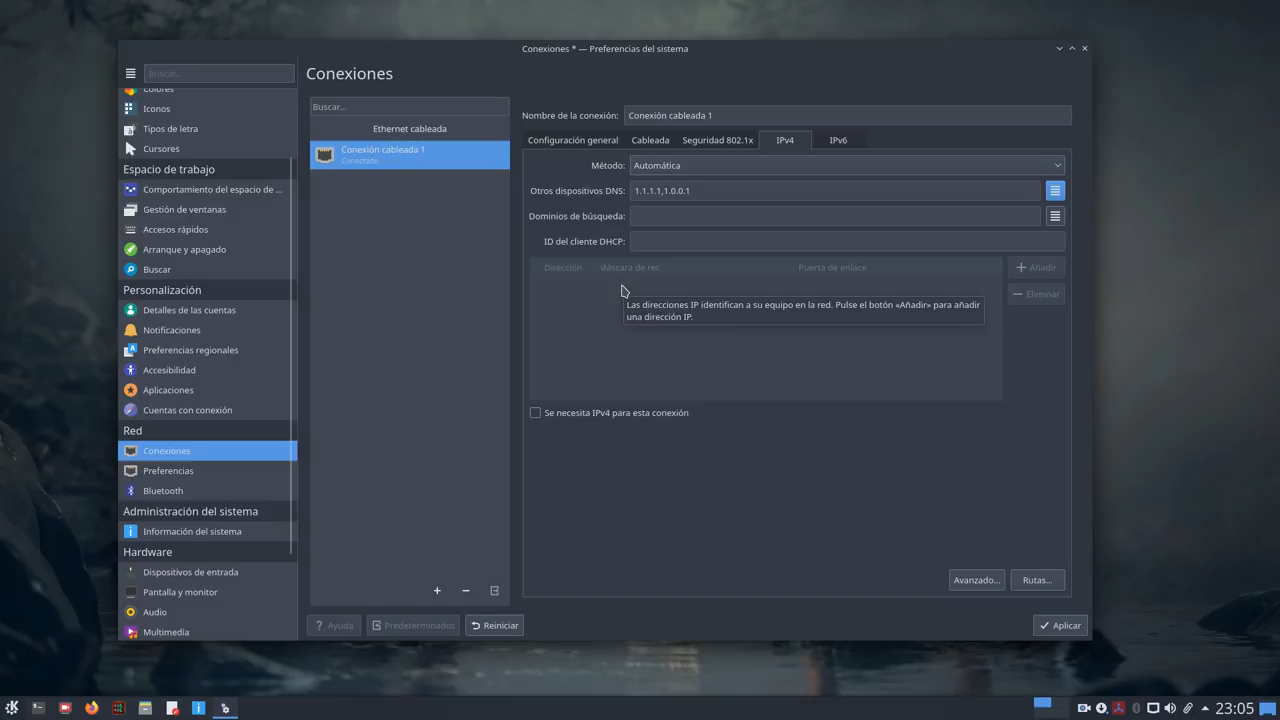 Conexiones * — Preferencias del sistema
Buscar...
Colores
Iconos
Tipos de letra
Cursores
Espacio de trabajo
Comportamiento del espacio de ...
Gestión de ventanas
Accesos rápidos
Arranque y apagado
Buscar
Personalización
Detalles de las cuentas
Notificaciones
Preferencias regionales
Accesibilidad
Aplicaciones
Cuentas con conexión
Red
Conexiones
Preferencias
Bluetooth
Administración del sistema
Información del sistema
Hardware
Dispositivos de entrada
Pantalla y monitor
Audio
Multimedia
Conexiones
Buscar...
Ethernet cableada
Conexión cableada 1
Conectado
Nombre de la conexión: Conexión cableada 1
Configuración general Cableada Seguridad 802.1x IPv4 IPv6
Método: Automática
Otros dispositivos DNS: 1.1.1.1,1.0.0.1
Dominios de búsqueda:
ID del cliente DHCP:
Dirección Máscara de rec. Puerta de enlace
Añadir
Eliminar
Las direcciones IP identifican a su equipo en la red. Pulse el botón «Añadir» para añadir
una dirección IP.
Se necesita IPv4 para esta conexión
Avanzado... Rutas...
Ayuda Predeterminados Reiniciar Aplicar
23:05